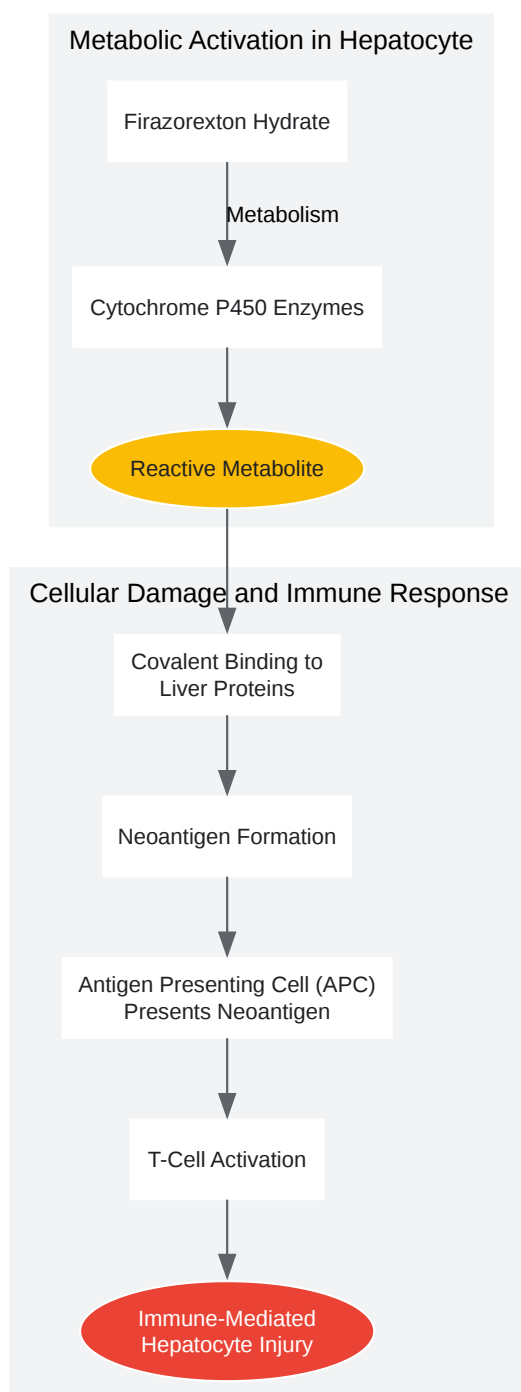 Metabolic Activation in Hepatocyte
Firazorexton Hydrate
Metabolism
Cytochrome P450 Enzymes
Reactive Metabolite
Cellular Damage and Immune Response
Covalent Binding to
Liver Proteins
Neoantigen Formation
Antigen Presenting Cell (APC)
Presents Neoantigen
T-Cell Activation
Immune-Mediated
Hepatocyte Injury